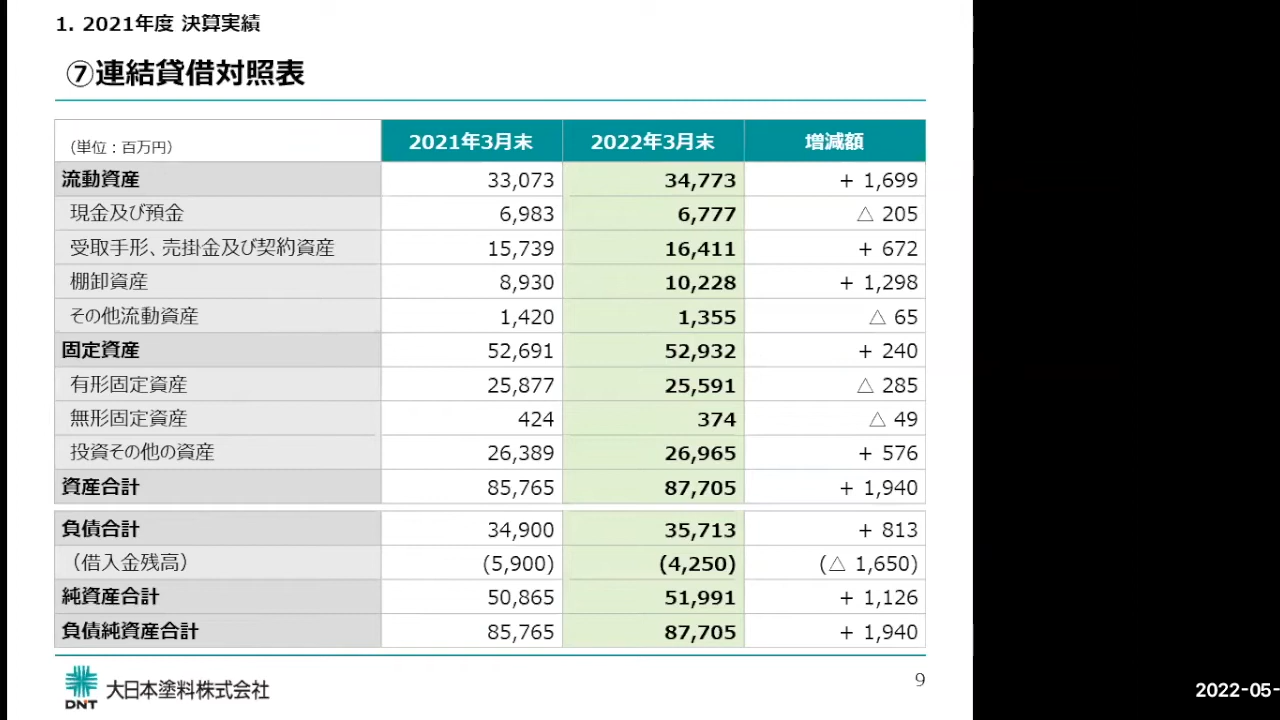 1. 2021年度 決算実績
⑦連結貸借対照表
（単位：百万円） 2021年3月末 2022年3月末 増減額
流動資産 33,073 34,773 + 1,699
現金及び預金 6,983 6,777 △ 205
受取手形、売掛金及び契約資産 15,739 16,411 + 672
棚卸資産 8,930 10,228 + 1,298
その他流動資産 1,420 1,355 △ 65
固定資産 52,691 52,932 + 240
有形固定資産 25,877 25,591 △ 285
無形固定資産 424 374 △ 49
投資その他の資産 26,389 26,965 + 576
資産合計 85,765 87,705 + 1,940
負債合計 34,900 35,713 + 813
（借入金残高） (5,900) (4,250) (△ 1,650)
純資産合計 50,865 51,991 + 1,126
負債純資産合計 85,765 87,705 + 1,940
DNT 大日本塗料株式会社
9
2022-05-